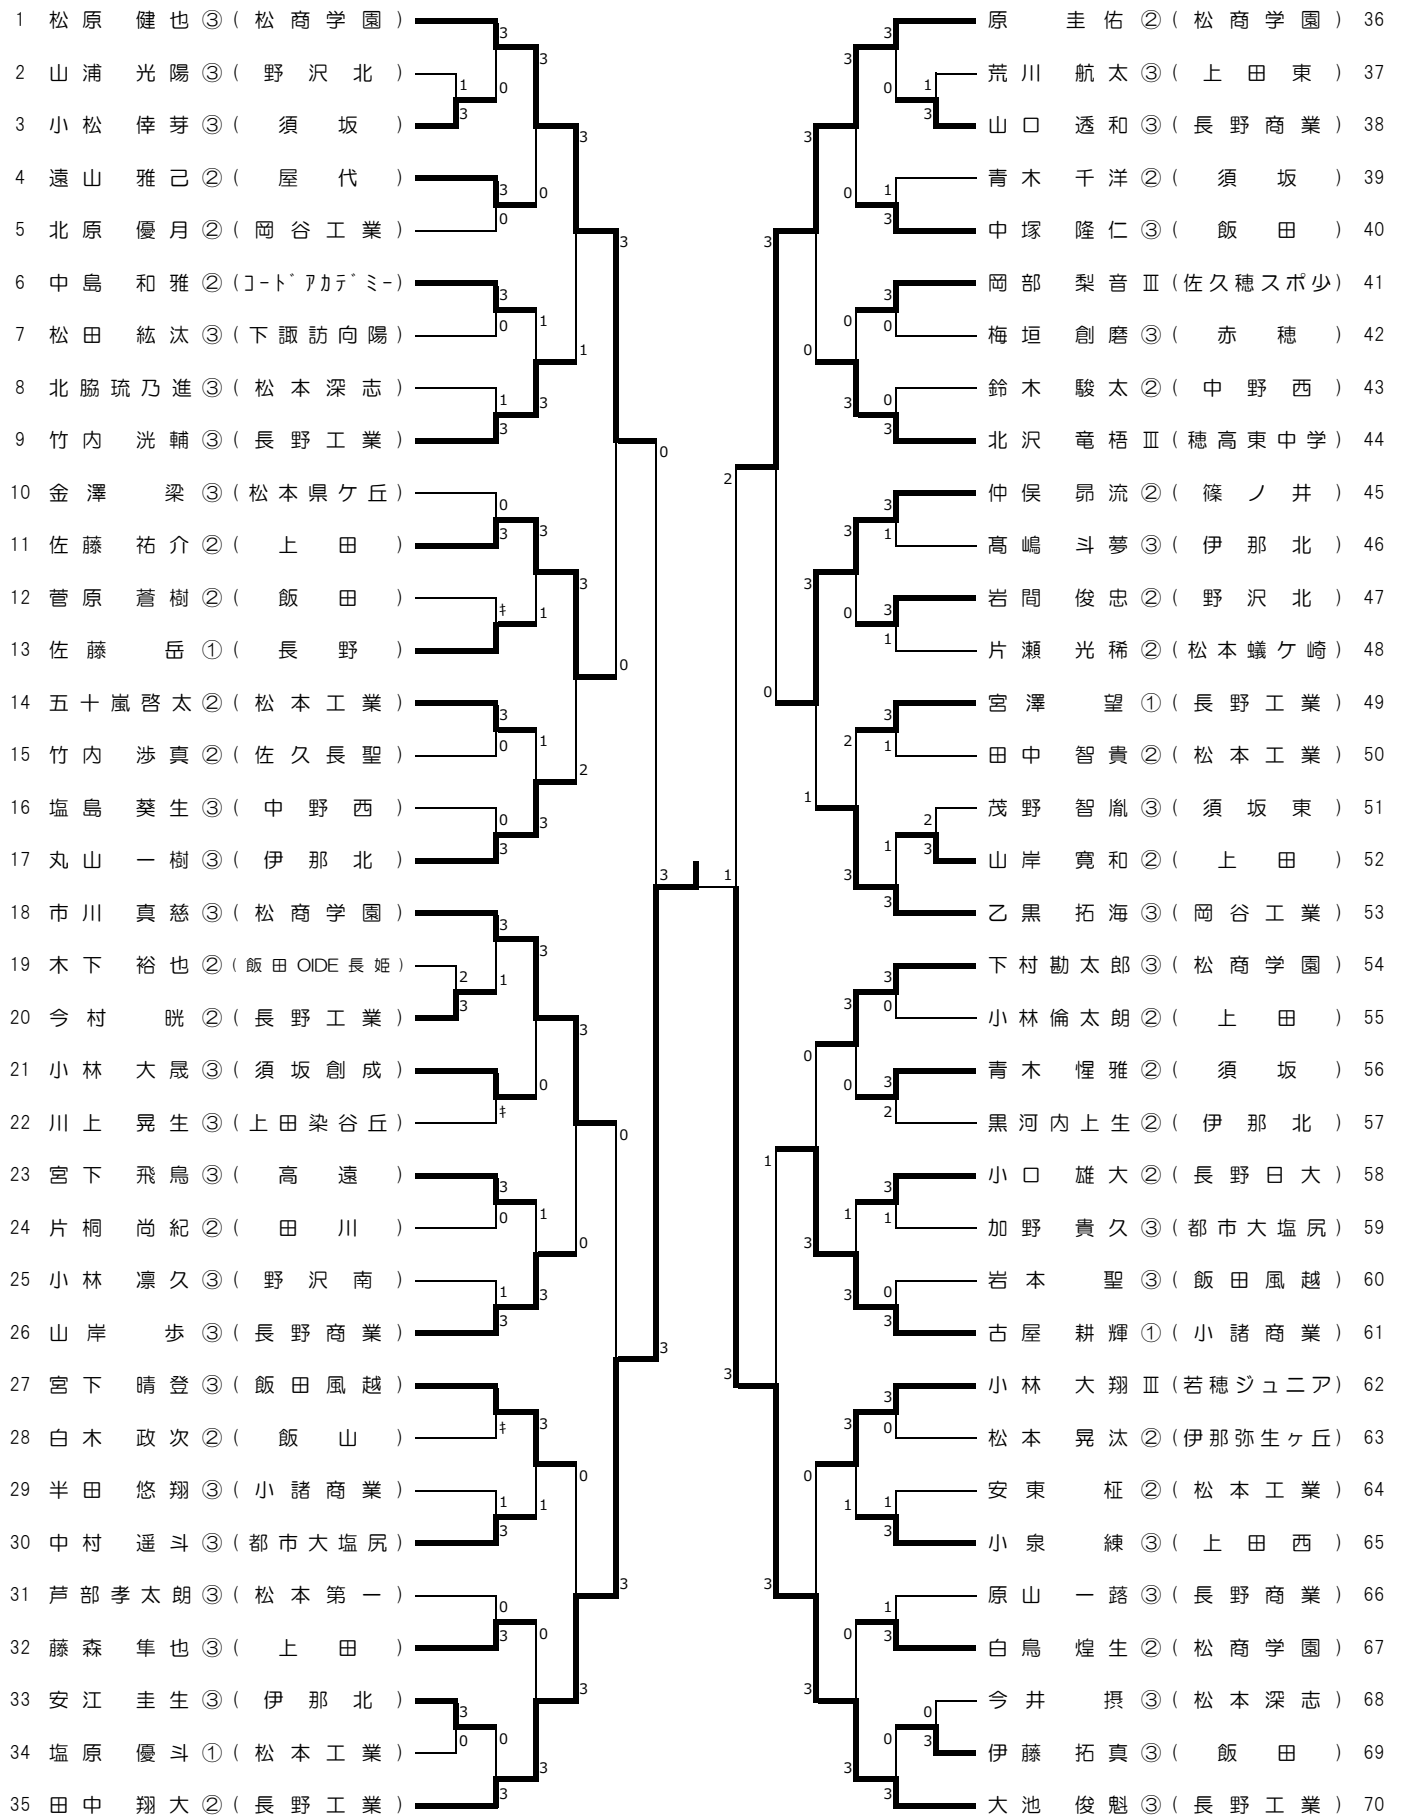 1 松原 健也③(松商学園)
2 山浦 光陽③(野沢北)
3 小松 倖芽③(須坂)
4 遠山 雅己②(屋代)
5 北原 優月②(岡谷工業)
6 中島 和雅②(コードアカデミー)
7 松田 紘汰③(下諏訪向陽)
8 北脇琉乃進③(松本深志)
9 竹内 洸輔③(長野工業)
10 金澤 梁③(松本県ケ丘)
11 佐藤 祐介②(上田)
12 菅原 蒼樹②(飯田)
13 佐藤 岳①(長野)
14 五十嵐啓太②(松本工業)
15 竹内 渉真②(佐久長聖)
16 塩島 葵生③(中野西)
17 丸山 一樹③(伊那北)
18 市川 真慈③(松商学園)
19 木下 裕也②(飯田OIDE長姫)
20 今村 晄②(長野工業)
21 小林 大晟③(須坂創成)
22 川上 晃生③(上田染谷丘)
23 宮下 飛鳥③(高遠)
24 片桐 尚紀②(田川)
25 小林 凛久③(野沢南)
26 山岸 歩③(長野商業)
27 宮下 晴登③(飯田風越)
28 白木 政次②(飯山)
29 半田 悠翔③(小諸商業)
30 中村 遥斗③(都市大塩尻)
31 芦部孝太朗③(松本第一)
32 藤森 隼也③(上田)
33 安江 圭生③(伊那北)
34 塩原 優斗①(松本工業)
35 田中 翔大②(長野工業)
原 圭佑②(松商学園) 36
荒川 航太③(上田東) 37
山口 透和③(長野商業) 38
青木 千洋②(須坂) 39
中塚 隆仁③(飯田) 40
岡部 梨音Ⅲ(佐久穂スポ少) 41
梅垣 創磨③(赤穂) 42
鈴木 駿太②(中野西) 43
北沢 竜梧Ⅲ(穂高東中学) 44
仲俣 昴流②(篠ノ井) 45
髙嶋 斗夢③(伊那北) 46
岩間 俊忠②(野沢北) 47
片瀬 光稀②(松本蟻ケ崎) 48
宮澤 望①(長野工業) 49
田中 智貴②(松本工業) 50
茂野 智胤③(須坂東) 51
山岸 寛和②(上田) 52
乙黒 拓海③(岡谷工業) 53
下村勘太郎③(松商学園) 54
小林倫太朗②(上田) 55
青木 惺雅②(須坂) 56
黒河内上生②(伊那北) 57
小口 雄大②(長野日大) 58
加野 貴久③(都市大塩尻) 59
岩本 聖③(飯田風越) 60
古屋 耕輝①(小諸商業) 61
小林 大翔Ⅲ(若穂ジュニア) 62
松本 晃汰②(伊那弥生ヶ丘) 63
安東 柾②(松本工業) 64
小泉 練③(上田西) 65
原山 一蕗③(長野商業) 66
白鳥 煌生②(松商学園) 67
今井 摂③(松本深志) 68
伊藤 拓真③(飯田) 69
大池 俊魁③(長野工業) 70